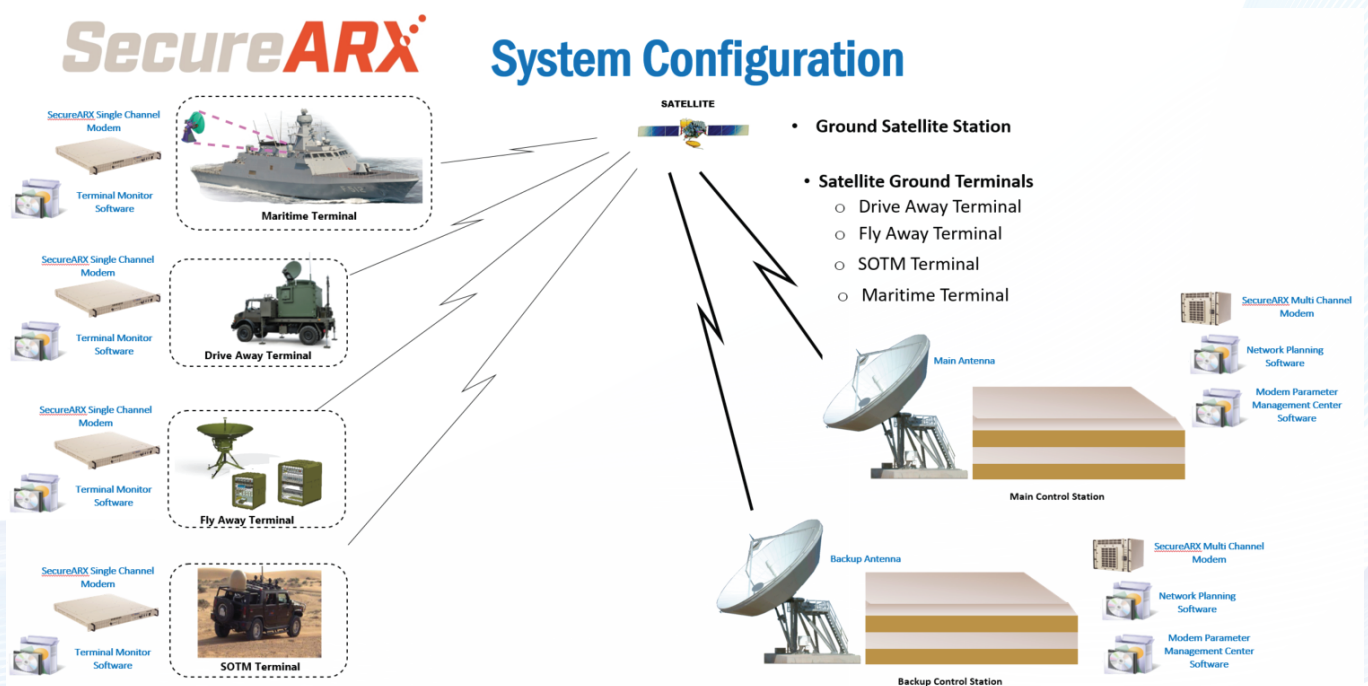 SecureARX
System Configuration
SecureARX Single Channel
Modem
Terminal Monitor
Software
Maritime Terminal
SATELLITE
• Ground Satellite Station
• Satellite Ground Terminals
o Drive Away Terminal
o Fly Away Terminal
o SOTM Terminal
o Maritime Terminal
SecureARX Single Channel
Modem
Terminal Monitor
Software
Drive Away Terminal
SecureARX Single Channel
Modem
Terminal Monitor
Software
Fly Away Terminal
SecureARX Single Channel
Modem
Terminal Monitor
Software
SOTM Terminal
Main Antenna
SecureARX Multi Channel
Modem
Network Planning
Software
Modem Parameter
Management Center
Software
Main Control Station
Backup Antenna
SecureARX Multi Channel
Modem
Network Planning
Software
Modem Parameter
Management Center
Software
Backup Control Station